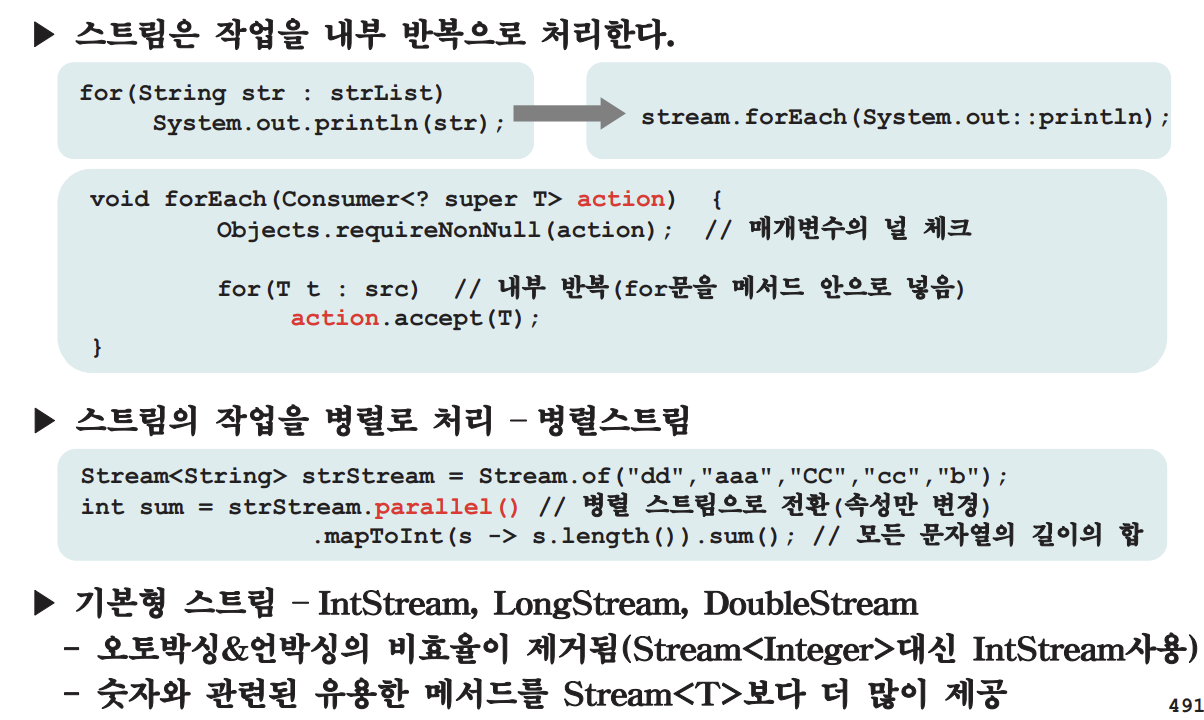 ▶ 스트림은 작업을 내부 반복으로 처리한다.
for(String str : strList)
System.out.println(str);
stream.forEach(System.out::println);
void forEach(Consumer<? super T> action) {
Objects.requireNonNull(action); // 매개변수의 널 체크
for(T t : src) // 내부 반복(for문을 메서드 안으로 넣음)
action.accept(T);
}
▶ 스트림의 작업을 병렬로 처리 – 병렬스트림
Stream<String> strStream = Stream.of("dd","aaa","CC","cc","b");
int sum = strStream.parallel() // 병렬 스트림으로 전환(속성만 변경)
.mapToInt(s -> s.length()).sum(); // 모든 문자열의 길이의 합
▶ 기본형 스트림 – IntStream, LongStream, DoubleStream
- 오토박싱&언박싱의 비효율이 제거됨(Stream<Integer>대신 IntStream사용)
- 숫자와 관련된 유용한 메서드를 Stream<T>보다 더 많이 제공
491